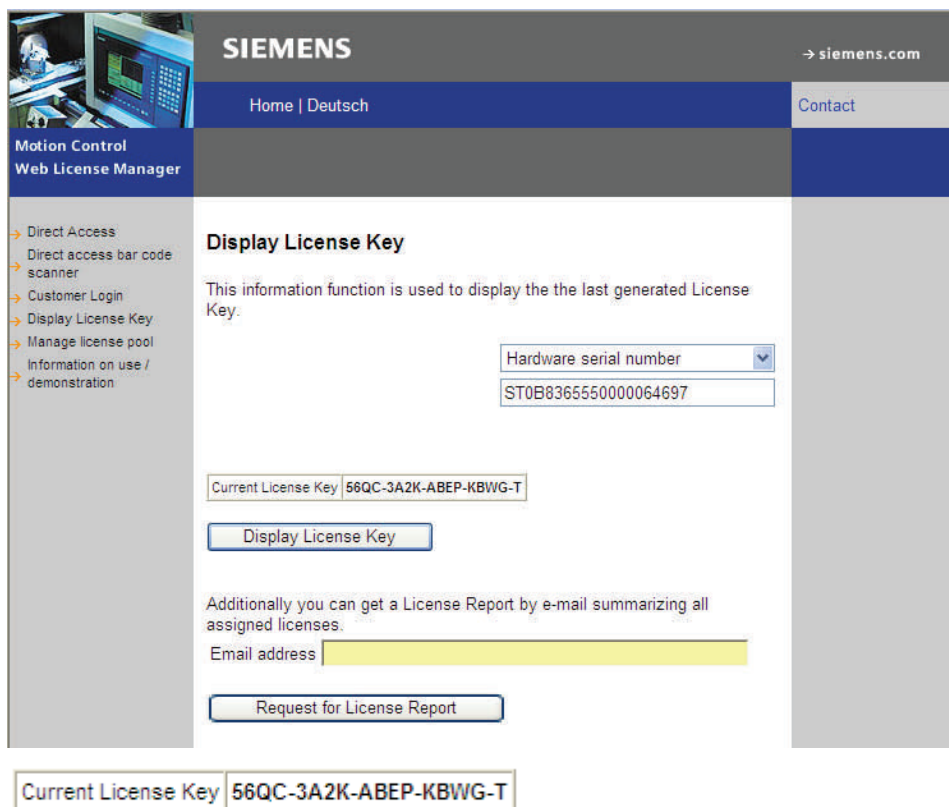 SIEMENS
→ siemens.com
Home | Deutsch
Contact
Motion Control
Web License Manager
Direct Access
Direct access bar code
scanner
Customer Login
Display License Key
Manage license pool
Information on use /
demonstration
Display License Key
This information function is used to display the the last generated License
Key.
Hardware serial number
ST0B8365550000064697
Current License Key 56QC-3A2K-ABEP-KBWG-T
Display License Key
Additionally you can get a License Report by e-mail summarizing all
assigned licenses.
Email address
Request for License Report
Current License Key 56QC-3A2K-ABEP-KBWG-T